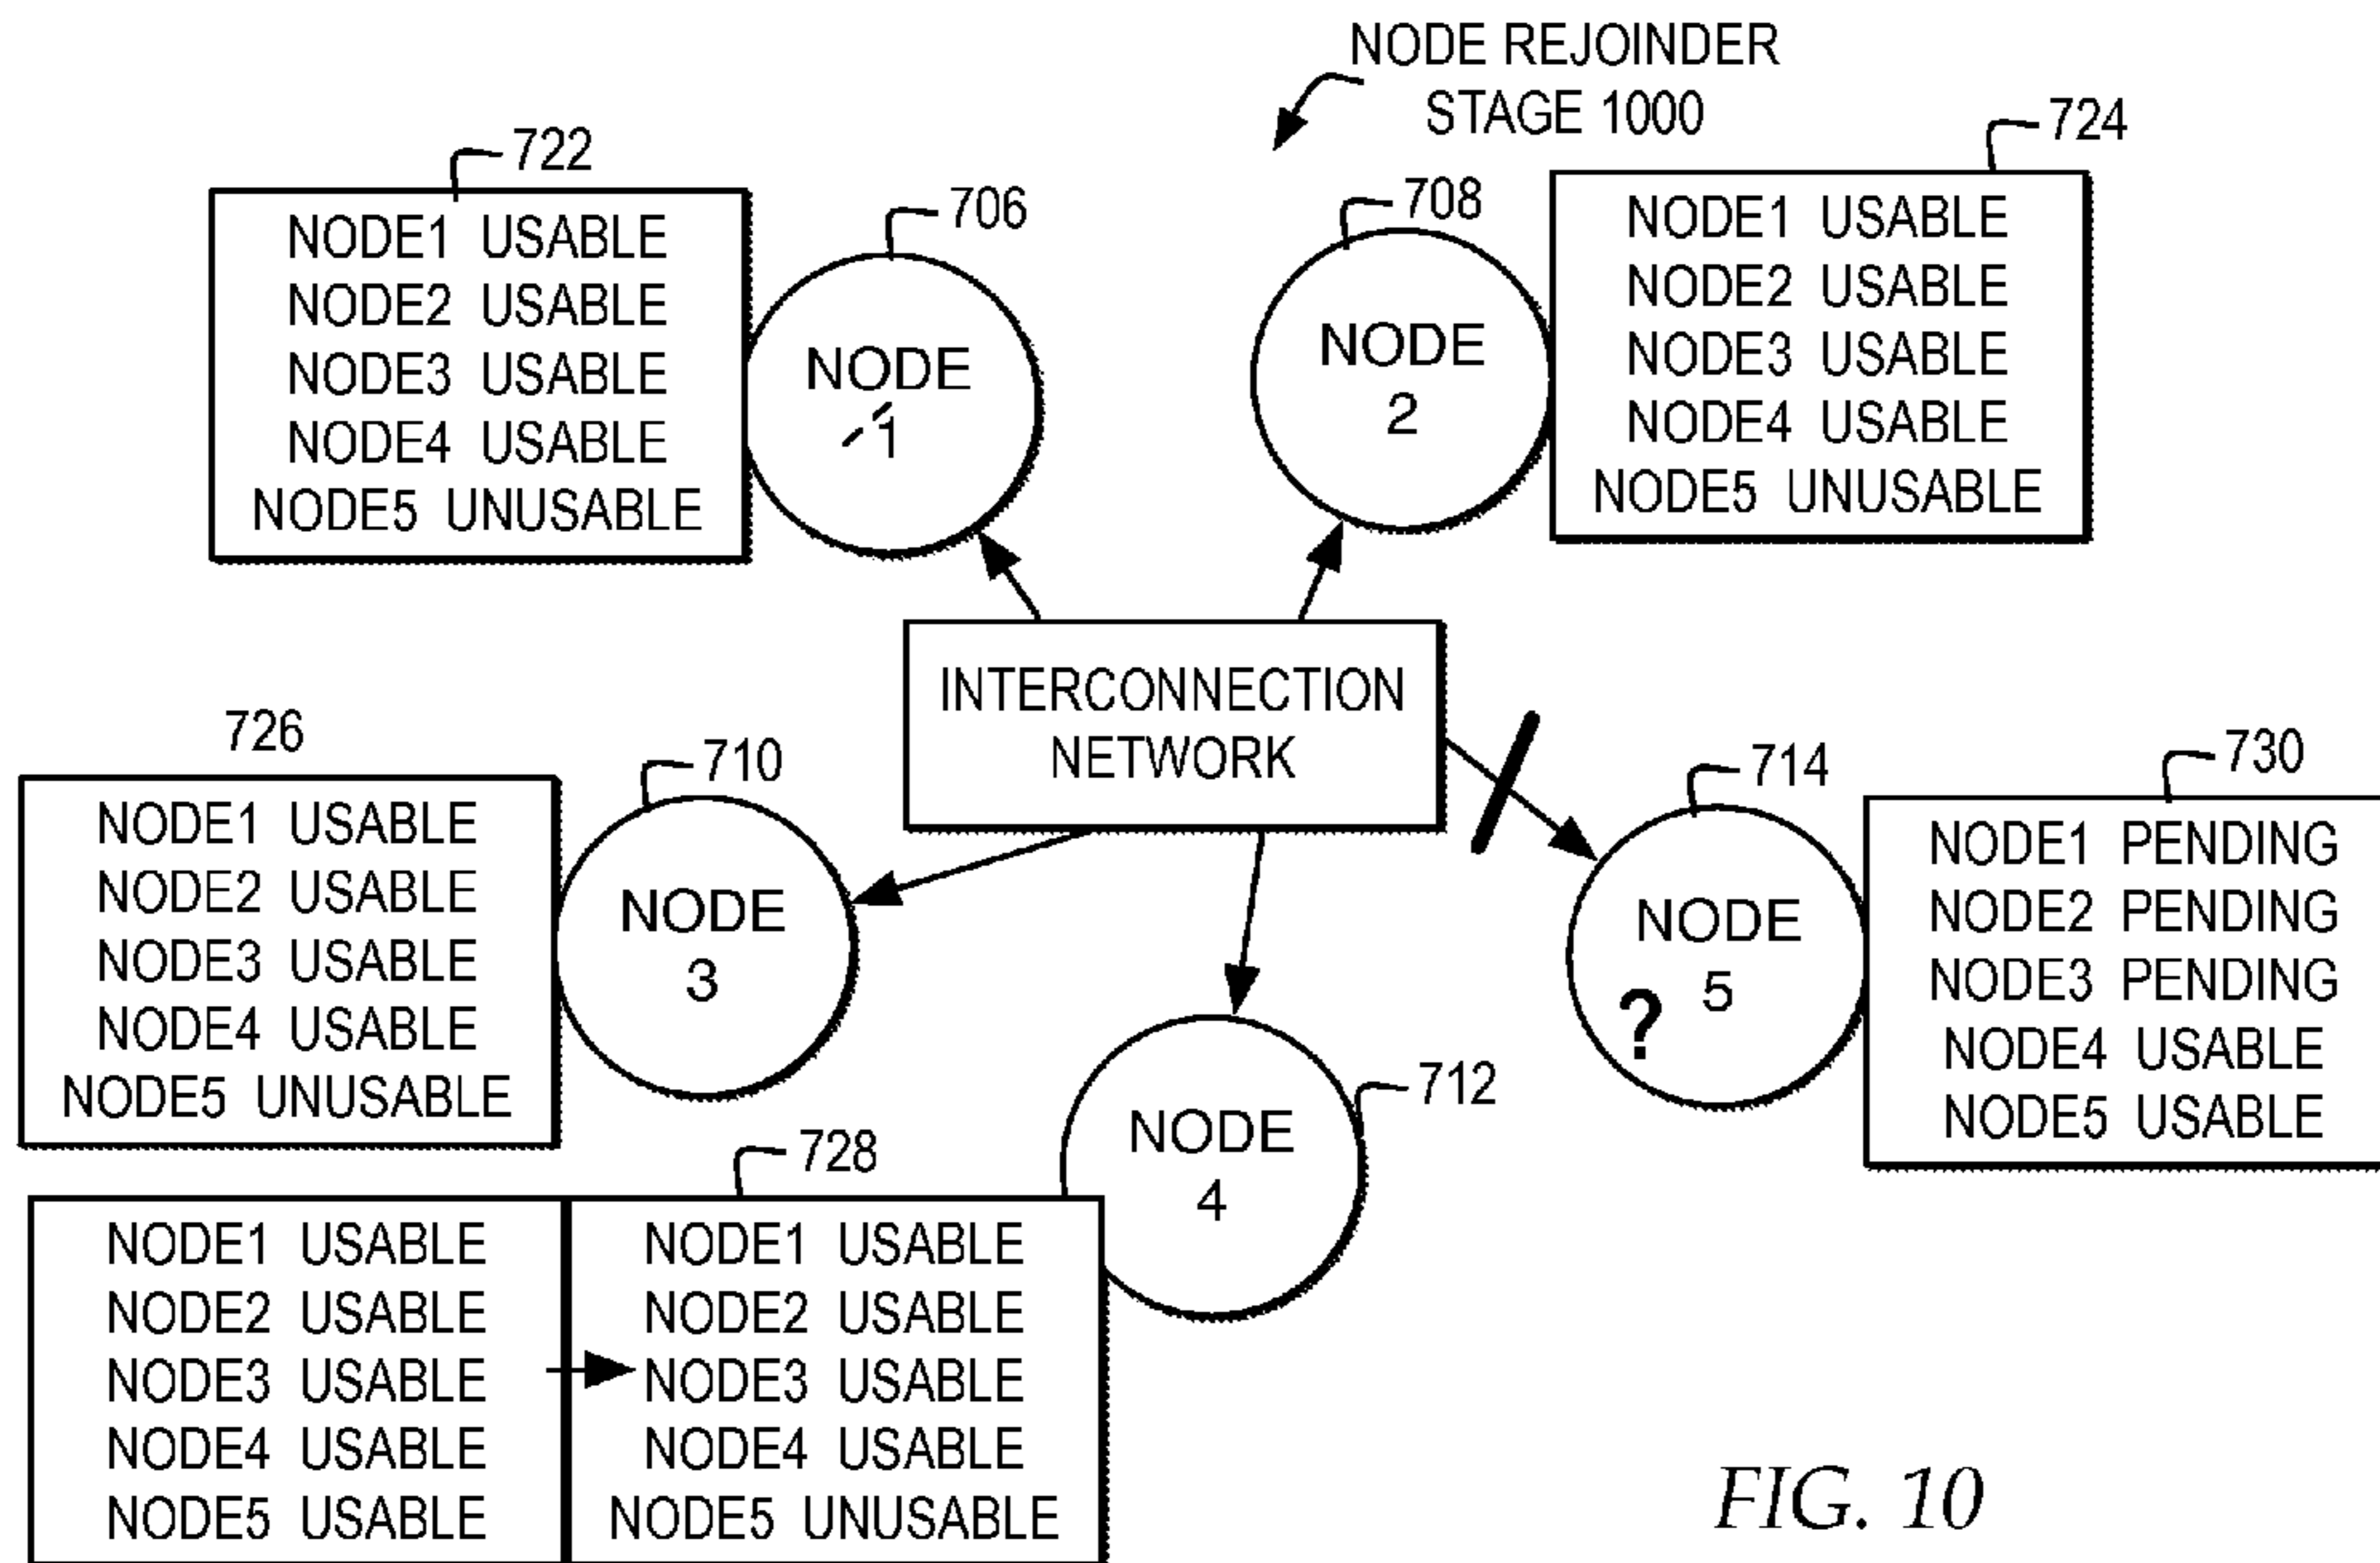 NODE REJOINDER
STAGE 1000
722
NODE1 USABLE
NODE2 USABLE
NODE3 USABLE
NODE4 USABLE
NODE5 UNUSABLE
706
NODE
1
708
NODE
2
724
NODE1 USABLE
NODE2 USABLE
NODE3 USABLE
NODE4 USABLE
NODE5 UNUSABLE
INTERCONNECTION
NETWORK
726
NODE1 USABLE
NODE2 USABLE
NODE3 USABLE
NODE4 USABLE
NODE5 UNUSABLE
710
NODE
3
714
NODE
5
?
730
NODE1 PENDING
NODE2 PENDING
NODE3 PENDING
NODE4 USABLE
NODE5 USABLE
712
NODE
4
728
NODE1 USABLE
NODE2 USABLE
NODE3 USABLE
NODE4 USABLE
NODE5 USABLE
NODE1 USABLE
NODE2 USABLE
NODE3 USABLE
NODE4 USABLE
NODE5 UNUSABLE
FIG. 10